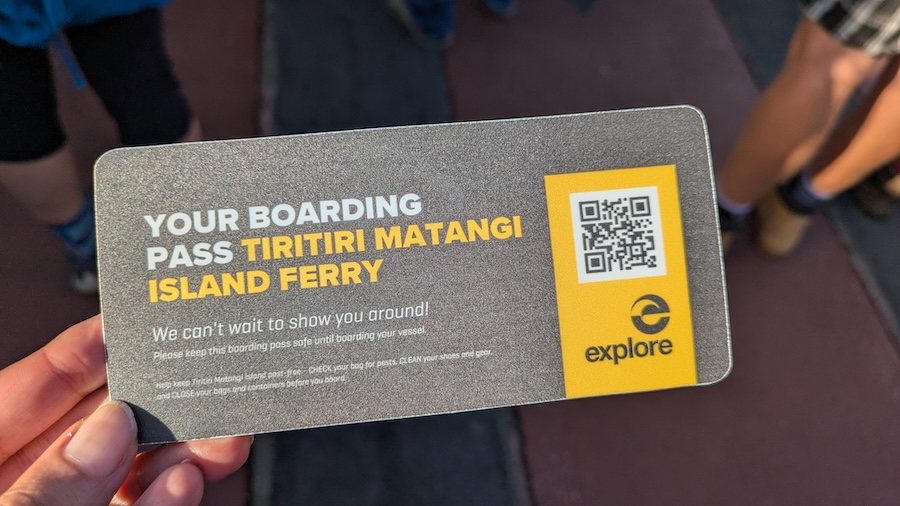 YOUR BOARDING
PASS TIRITIRI MATANGI
ISLAND FERRY
We can't wait to show you around!
Please keep this boarding pass safe until boarding your vessel.
Help keep Tiritiri Matangi Island pest-free - CHECK your bag for pests, CLEAN your shoes and gear,
and CLOSE your bags and containers before you board.
explore